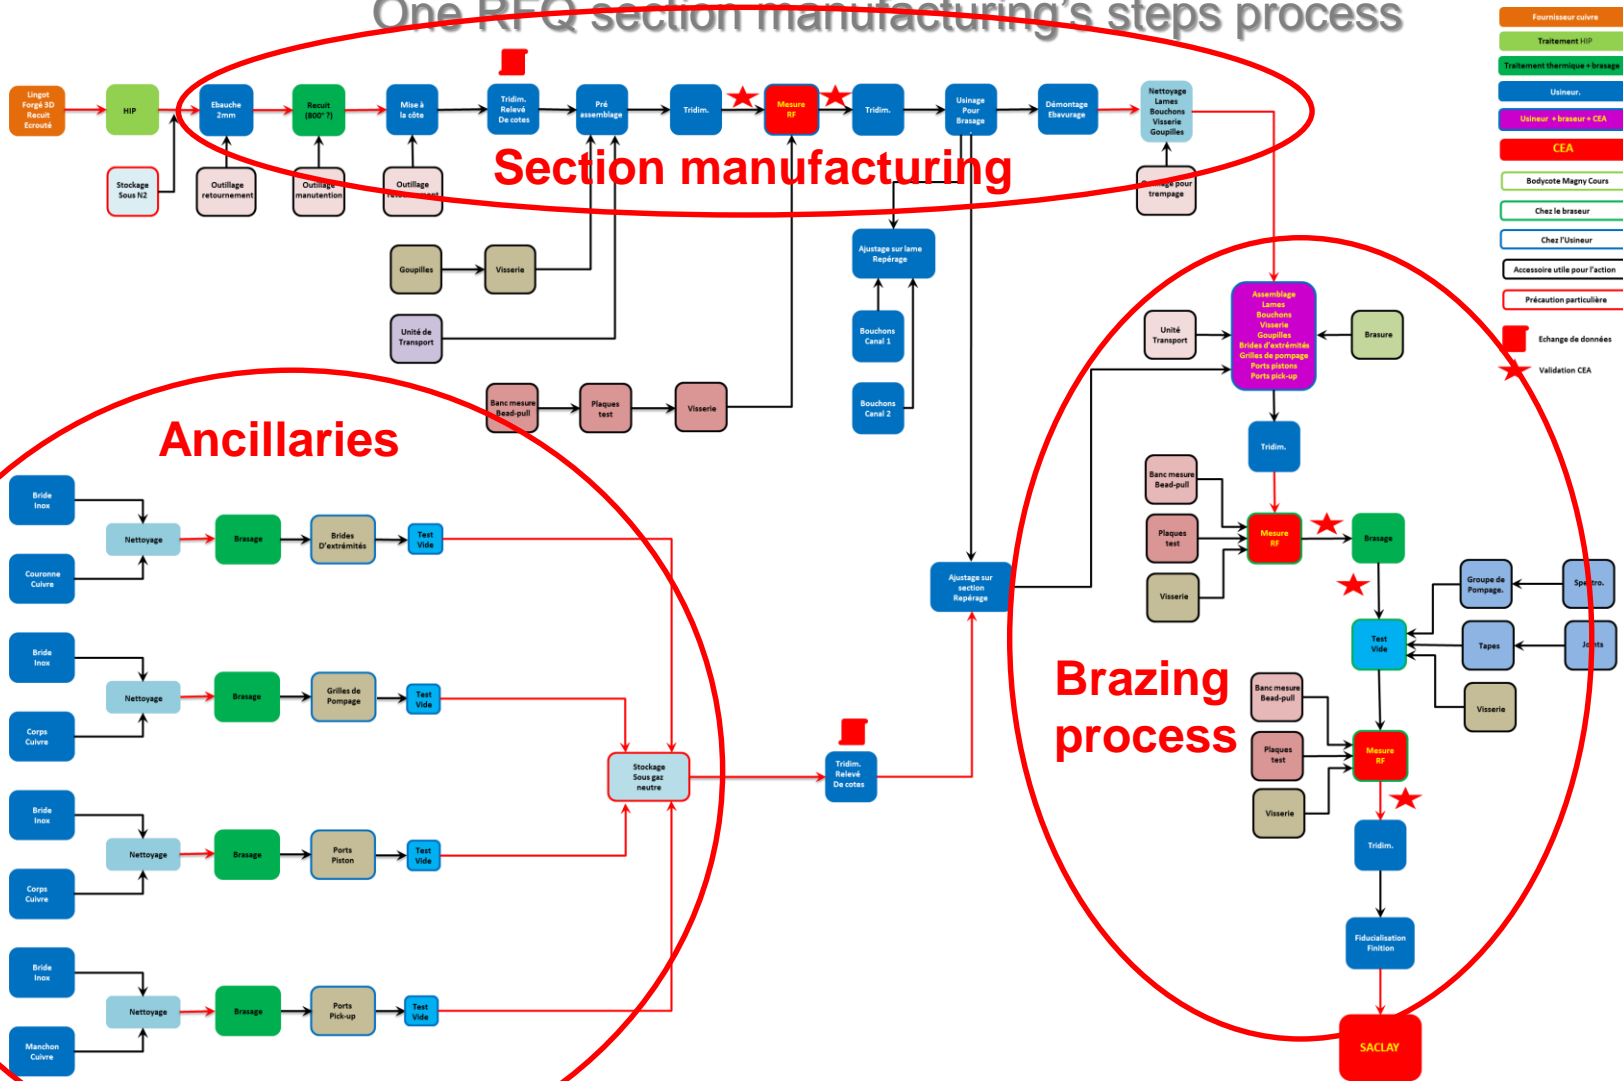 One RFQ section manufacturing's steps process
Fournisseur cuivre
Traitement HIP
Traitement thermique + brasage
Usineur.
Usineur + braseur + CEA
CEA
Bodycote Magny Cours
Chez le braseur
Chez l'Usineur
Accessoire utile pour l'action
Précaution particulière
Echange de données
Validation CEA
Lingot
Forgé 3D
Recuit
Ecrouté
HIP
Ebauche
2mm
Recuit
(800° ?)
Mise à
la côte
Tridim.
Relevé
De cotes
Pré
assemblage
Tridim.
Mesure
RF
Tridim.
Usinage
Pour
Brasage
Démontage
Ebavurage
Nettoyage
Lames
Bouchons
Visserie
Goupilles
Section manufacturing
Stockage
Sous N2
Outillage
retournement
Outillage
manutention
Outillage
retournement
Outillage pour
trempage
Goupilles
Visserie
Unité de
Transport
Banc mesure
Bead-pull
Plaques
test
Visserie
Ajustage sur lame
Repérage
Bouchons
Canal 1
Bouchons
Canal 2
Ancillaries
Bride
Inox
Couronne
Cuivre
Nettoyage
Brasage
Brides
D'extrémités
Test
Vide
Bride
Inox
Corps
Cuivre
Nettoyage
Brasage
Grilles de
Pompage
Test
Vide
Bride
Inox
Corps
Cuivre
Nettoyage
Brasage
Ports
Piston
Test
Vide
Bride
Inox
Manchon
Cuivre
Nettoyage
Brasage
Ports
Pick-up
Test
Vide
Stockage
Sous gaz
neutre
Tridim.
Relevé
De cotes
Ajustage sur
section
Repérage
Brazing
process
Unité
Transport
Assemblage
Lames
Bouchons
Visserie
Goupilles
Brides d'extrémités
Grilles de pompage
Ports pistons
Ports pick-up
Brasure
Tridim.
Banc mesure
Bead-pull
Plaques
test
Visserie
Mesure
RF
Brasage
Groupe de
Pompage.
Spectro.
Test
Vide
Tapes
Joints
Visserie
Banc mesure
Bead-pull
Plaques
test
Visserie
Mesure
RF
Tridim.
Fiducialisation
Finition
SACLAY